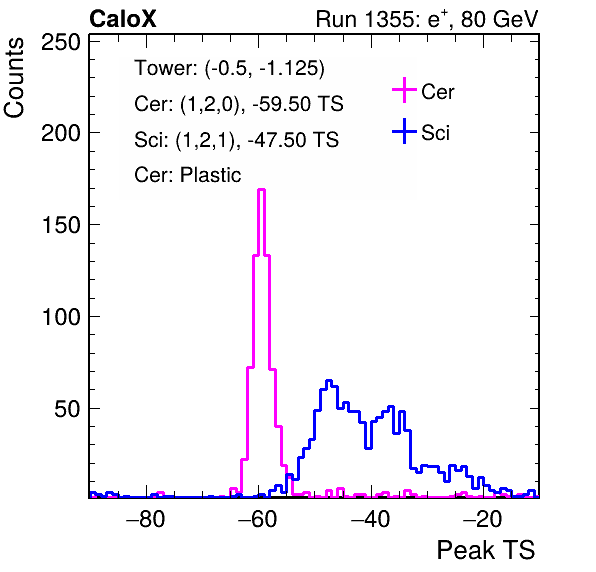 CaloX Run 1355: e⁺, 80 GeV
Counts
250
200
150
100
50
Tower: (-0.5, -1.125)
Cer: (1,2,0), -59.50 TS
Sci: (1,2,1), -47.50 TS
Cer: Plastic
Cer
Sci
−80 −60 −40 −20
Peak TS